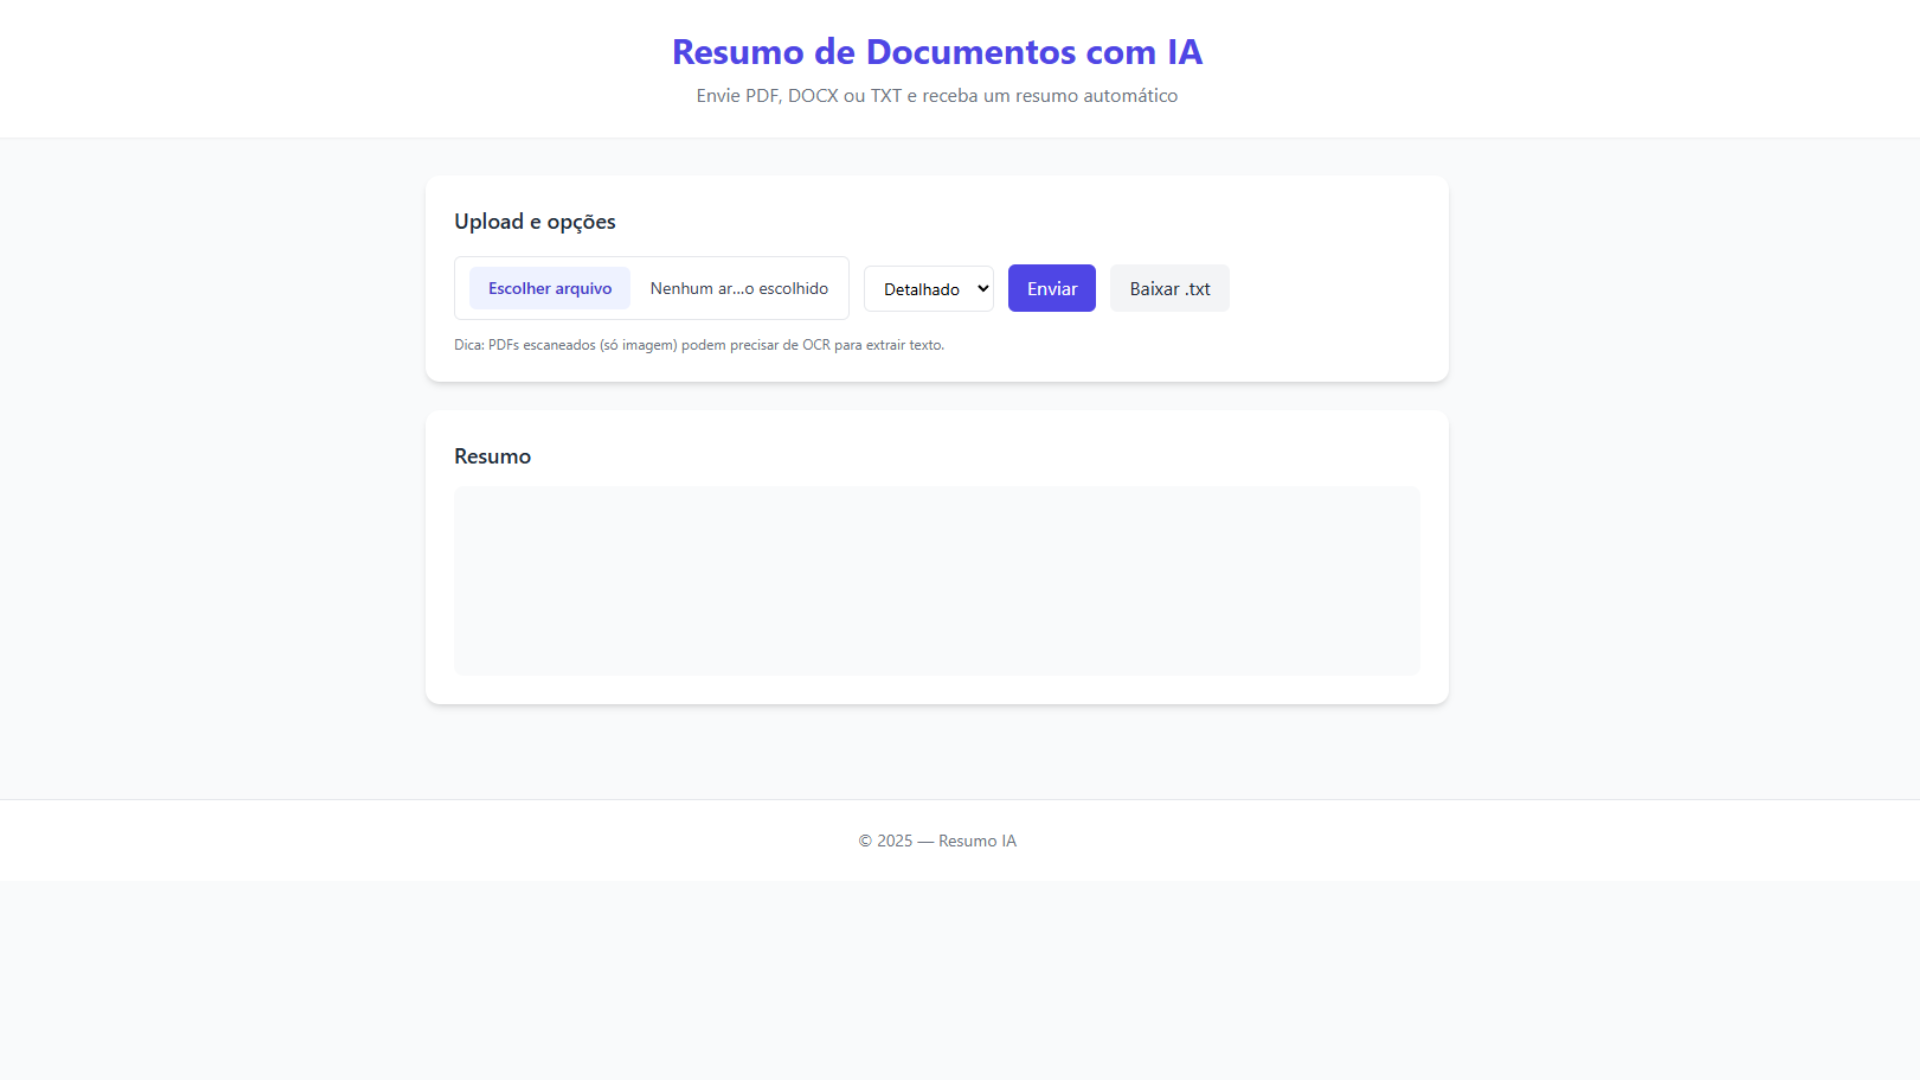 Resumo de Documentos com IA
Envie PDF, DOCX ou TXT e receba um resumo automático
Upload e opções
Escolher arquivo Nenhum ar...o escolhido Detalhado Enviar Baixar .txt
Dica: PDFs escaneados (só imagem) podem precisar de OCR para extrair texto.
Resumo
© 2025 — Resumo IA